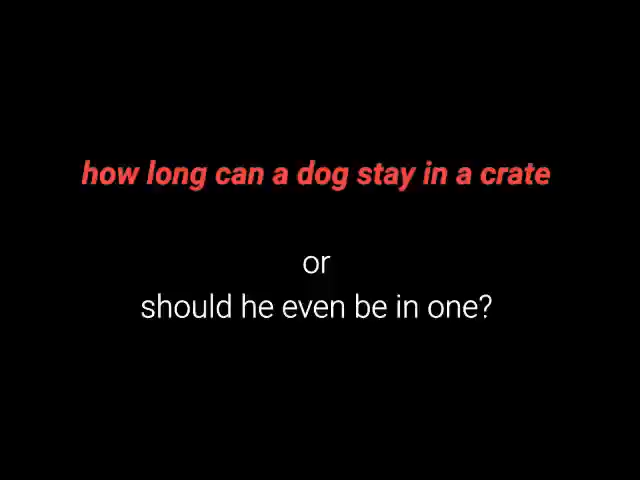 how long can a dog stay in a crate
or
should he even be in one?